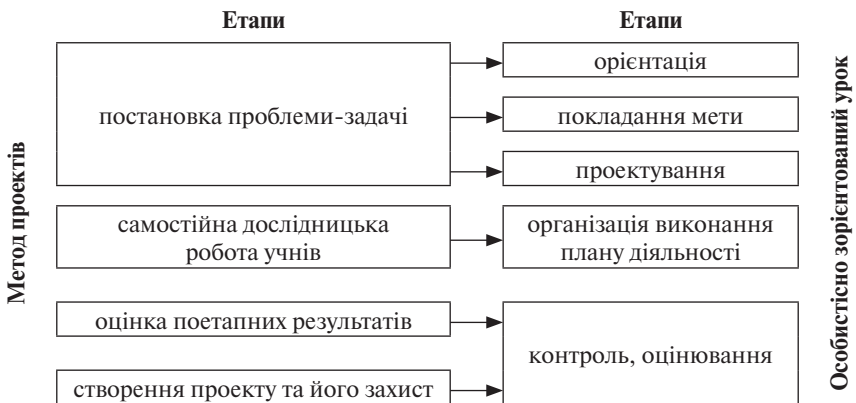 Етапи
Етапи
Метод проектів
постановка проблеми-задачі
орієнтація
покладання мети
проектування
самостійна дослідницька
робота учнів
організація виконання
плану діяльності
оцінка поетапних результатів
створення проекту та його захист
контроль, оцінювання
Особистісно зорієнтований урок